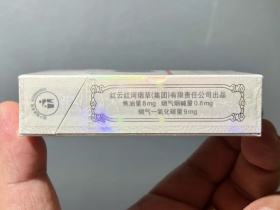 红云红河烟草(集团)有限责任公司出品
焦油量8mg 烟气烟碱量0.8mg
烟气一氧化碳量9mg